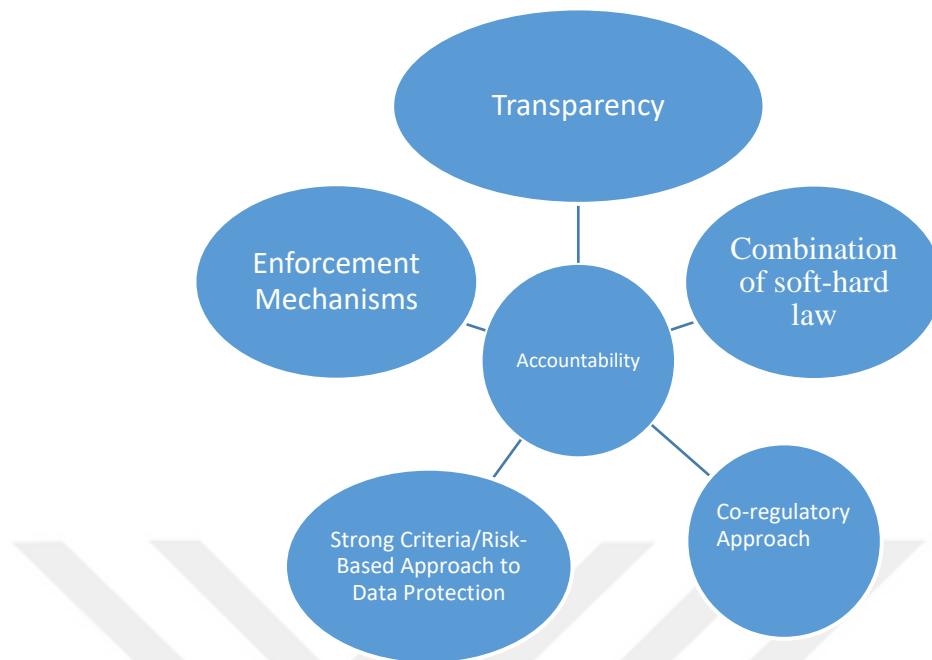 Transparency
Enforcement
Mechanisms
Combination
of soft-hard
law
Accountability
Strong Criteria/Risk-
Based Approach to
Data Protection
Co-regulatory
Approach